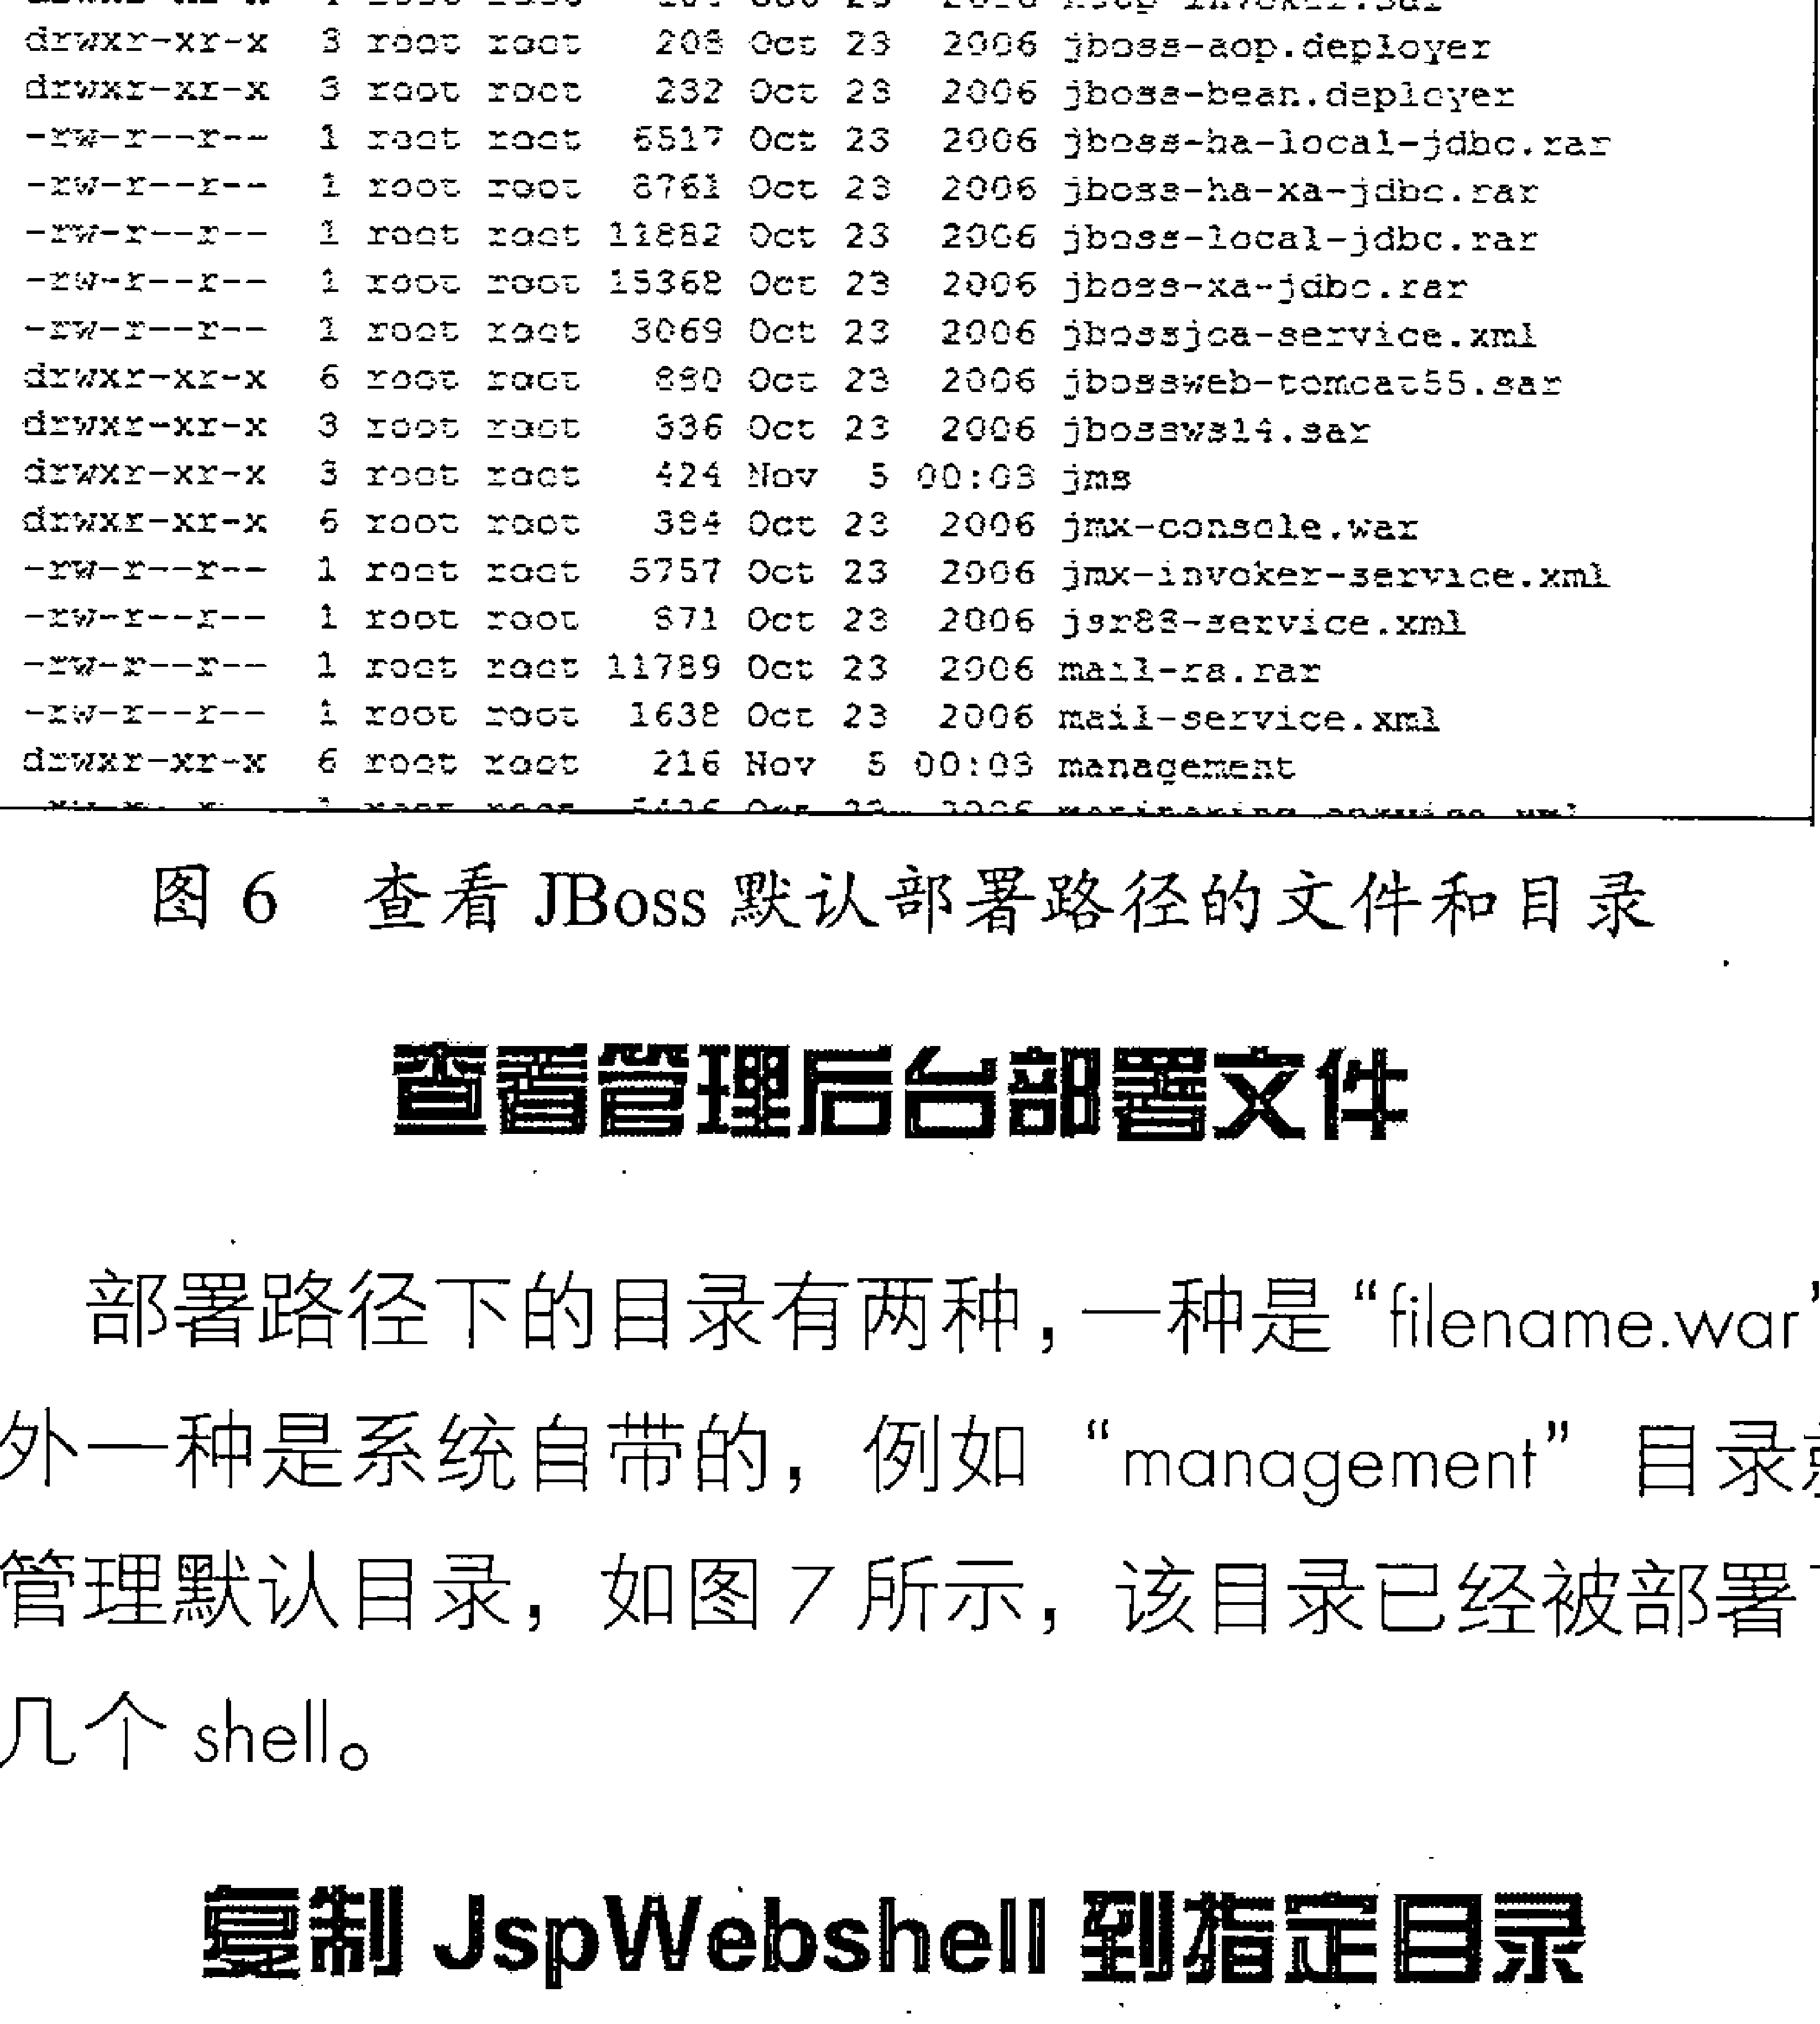 drwxr-xr-x 3 root root 208 Oct 23 2006 jboss-aop.deployer
drwxr-xr-x 3 root root 232 Oct 23 2006 jboss-bean.deployer
-rw-r--r-- 1 root root 6517 Oct 23 2006 jboss-ha-local-jdbc.rar
-rw-r--r-- 1 root root 8761 Oct 23 2006 jboss-ha-xa-jdbc.rar
-rw-r--r-- 1 root root 11882 Oct 23 2006 jboss-local-jdbc.rar
-rw-r--r-- 1 root root 15368 Oct 23 2006 jboss-xa-jdbc.rar
-rw-r--r-- 1 root root 3069 Oct 23 2006 jbossjca-service.xml
drwxr-xr-x 6 root root 880 Oct 23 2006 jbossweb-tomcat55.sar
drwxr-xr-x 3 root root 336 Oct 23 2006 jbossws14.sar
drwxr-xr-x 3 root root 424 Nov 5 00:03 jms
drwxr-xr-x 6 root root 384 Oct 23 2006 jmx-console.war
-rw-r--r-- 1 root root 5757 Oct 23 2006 jmx-invoker-service.xml
-rw-r--r-- 1 root root 871 Oct 23 2006 jsr88-service.xml
-rw-r--r-- 1 root root 11789 Oct 23 2006 mail-ra.rar
-rw-r--r-- 1 root root 1638 Oct 23 2006 mail-service.xml
drwxr-xr-x 6 root root 216 Nov 5 00:03 management
图 6 查看 JBoss 默认部署路径的文件和目录
查看管理后台部署文件
部署路径下的目录有两种，一种是“filename.war”
外一种是系统自带的，例如“management”目录
管理默认目录，如图 7 所示，该目录已经被部署
几个 shell。
复制 JspWebshell 到指定目录